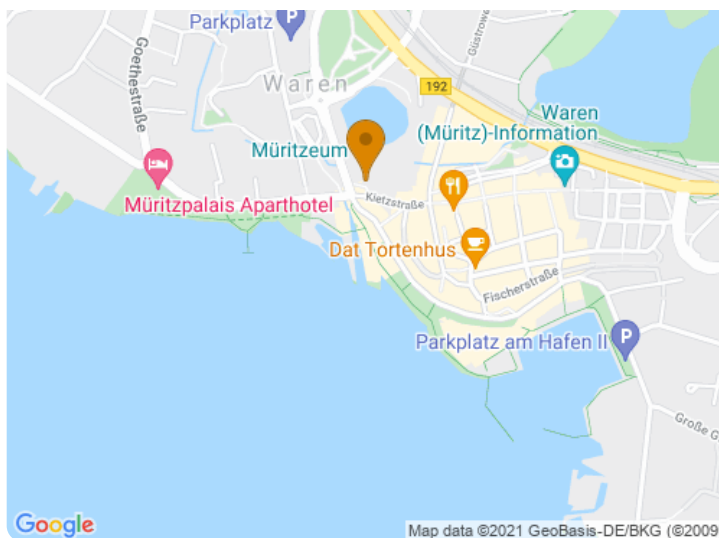 Parkplatz
Goethestraße
Güstrow
Waren
192
Waren
(Müritz)-Information
Müritzeum
Müritzpalais Aparthotel
Kietzstraße
Dat Tortenhus
Fischerstraße
Parkplatz am Hafen II
Große G
Google
Map data ©2021 GeoBasis-DE/BKG (©2009